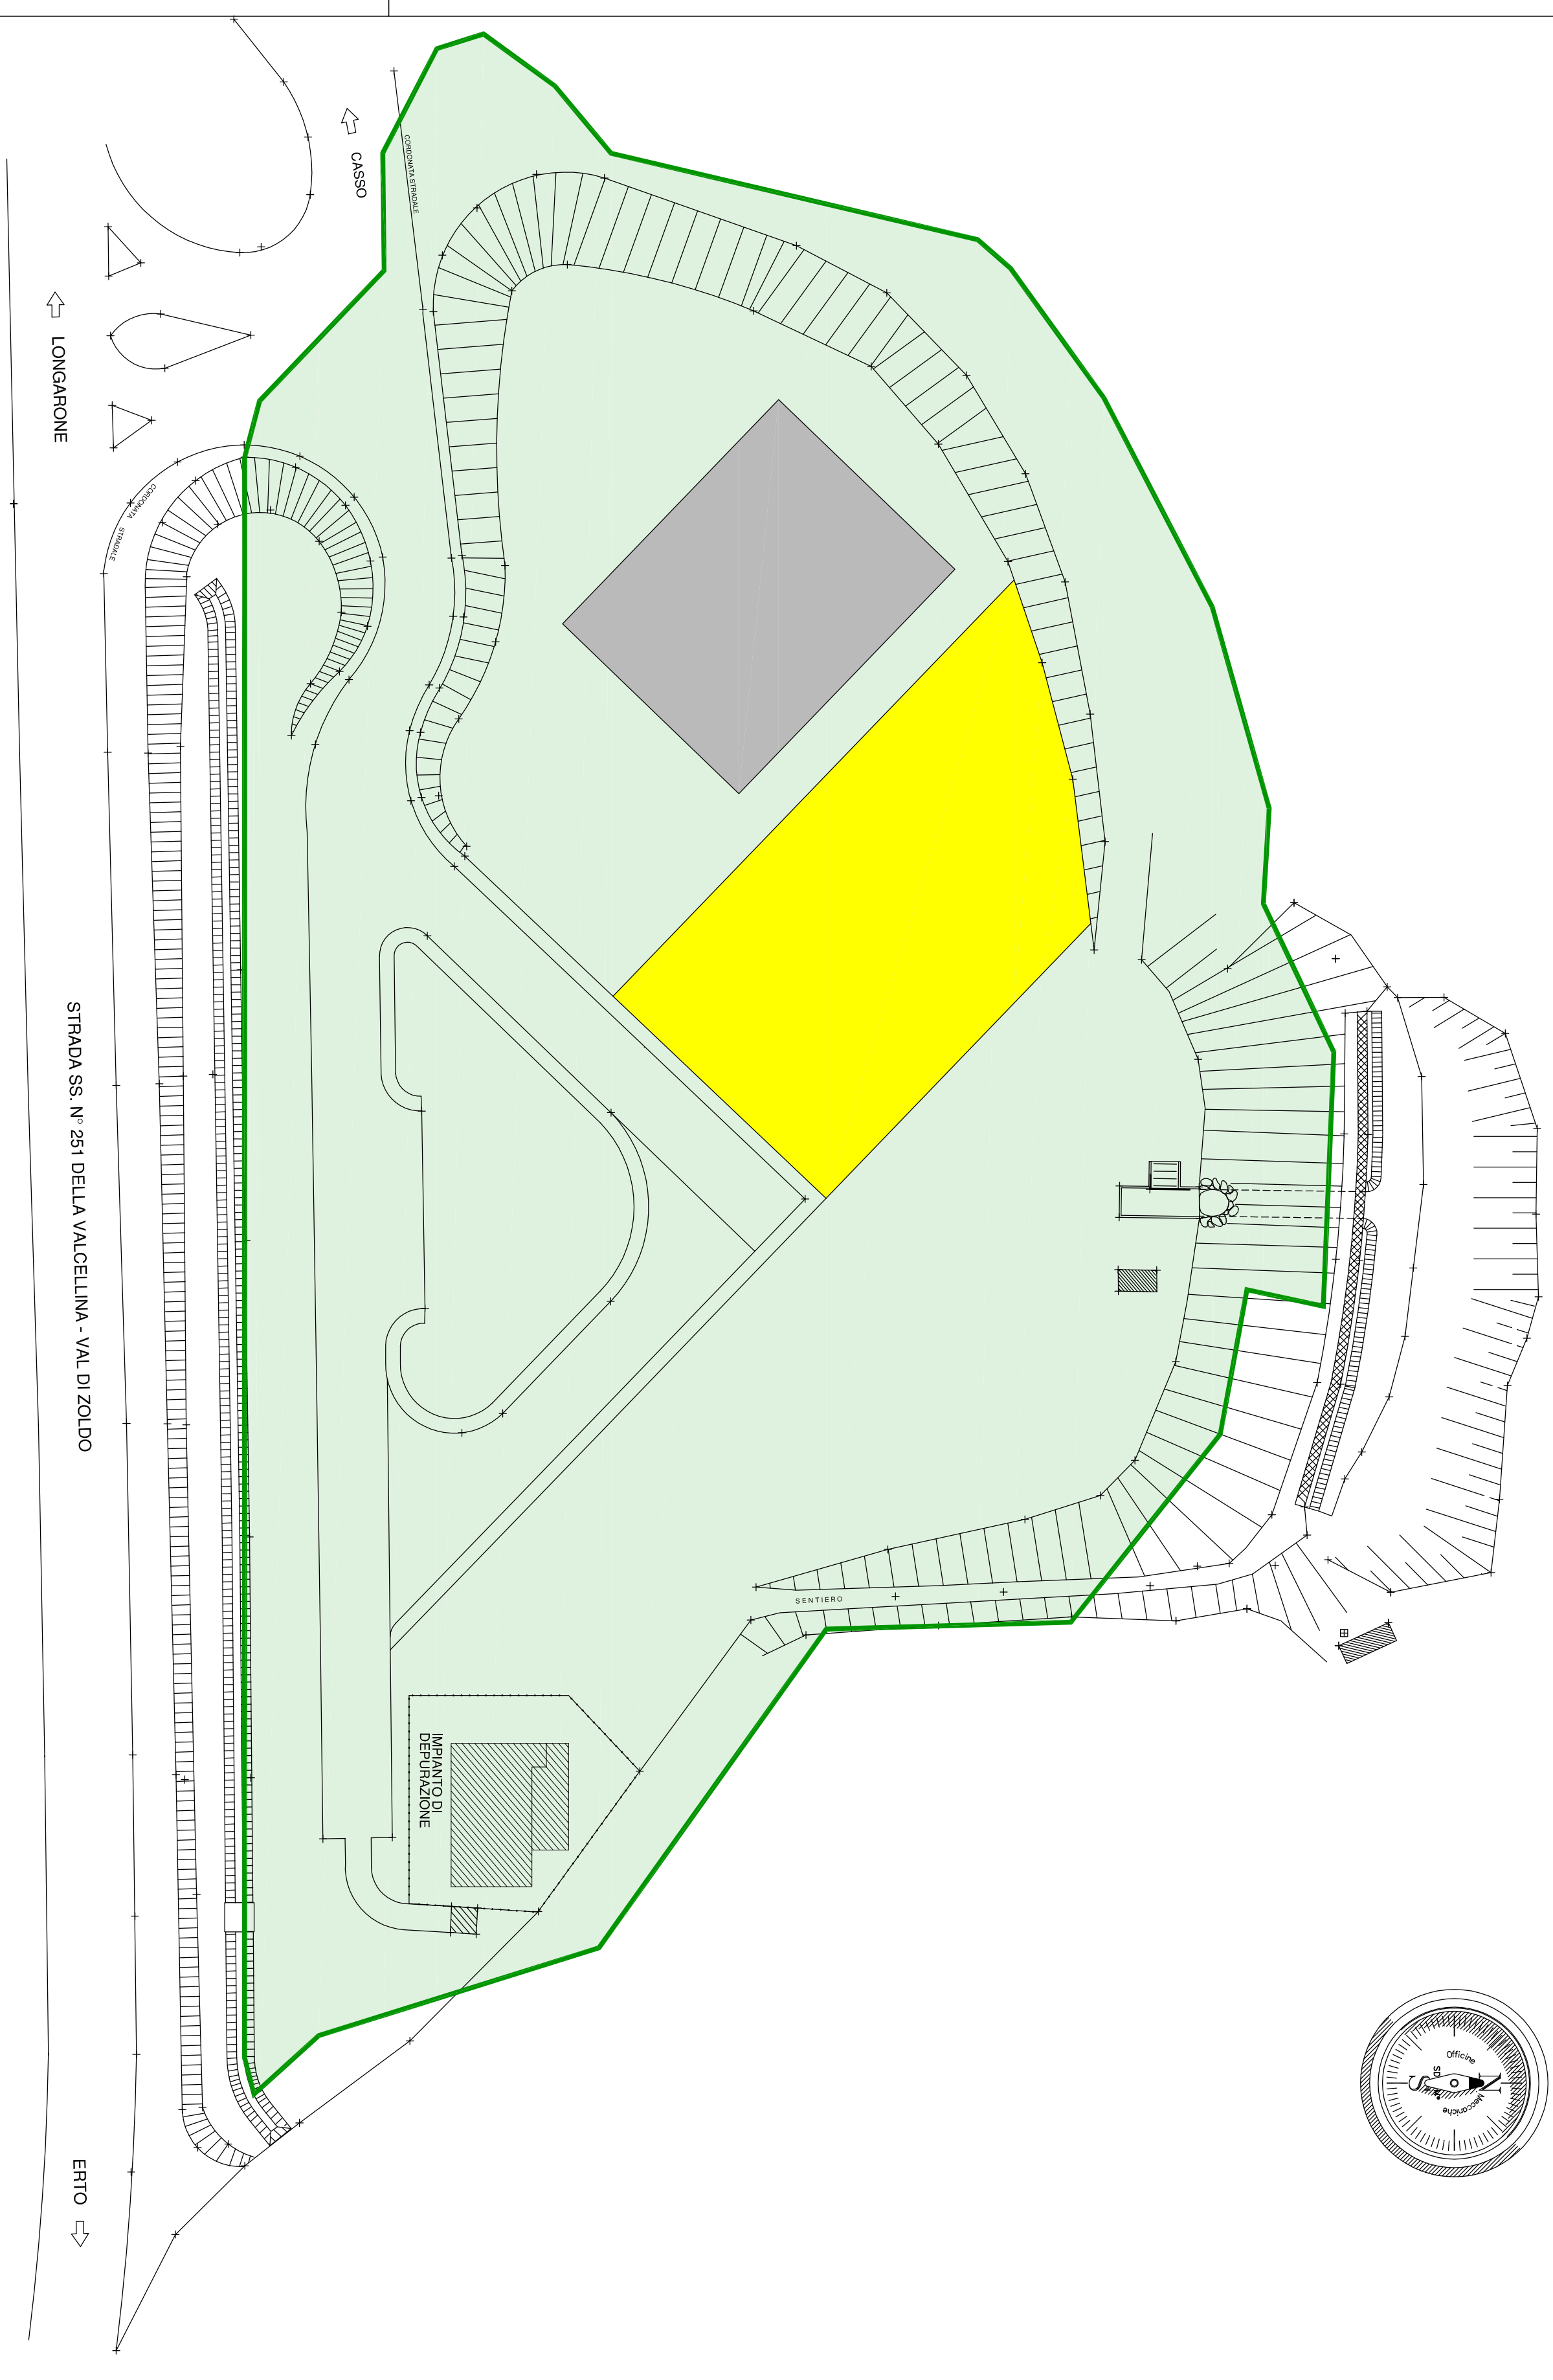 CASSO
CORDONATA STRADALE
LONGARONE
CORDONATA
STRADALE
STRADA SS. N° 251 DELLA VALCELLINA - VAL DI ZOLDO
SENTIERO
IMPIANTO DI
DEPURAZIONE
ERTO
Officine
SD
M•
S
N
Meccaniche